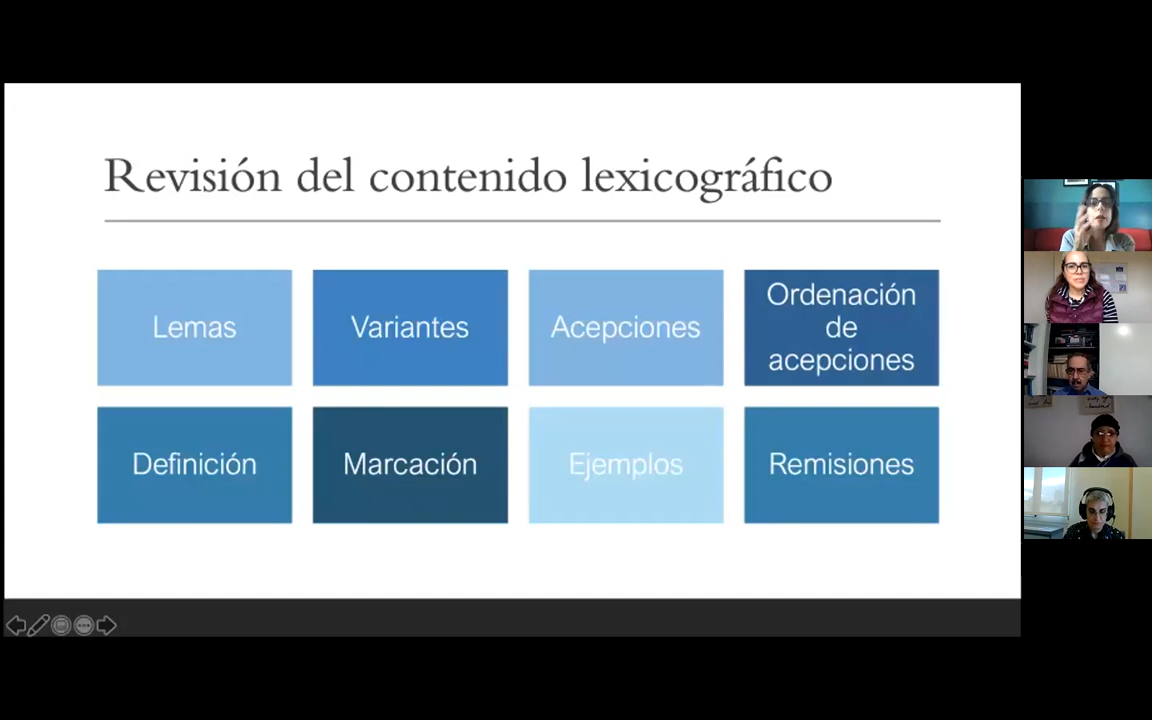 Revisión del contenido lexicográfico
Lemas
Variantes
Acepciones
Ordenación
de
acepciones
Definición
Marcación
Ejemplos
Remisiones